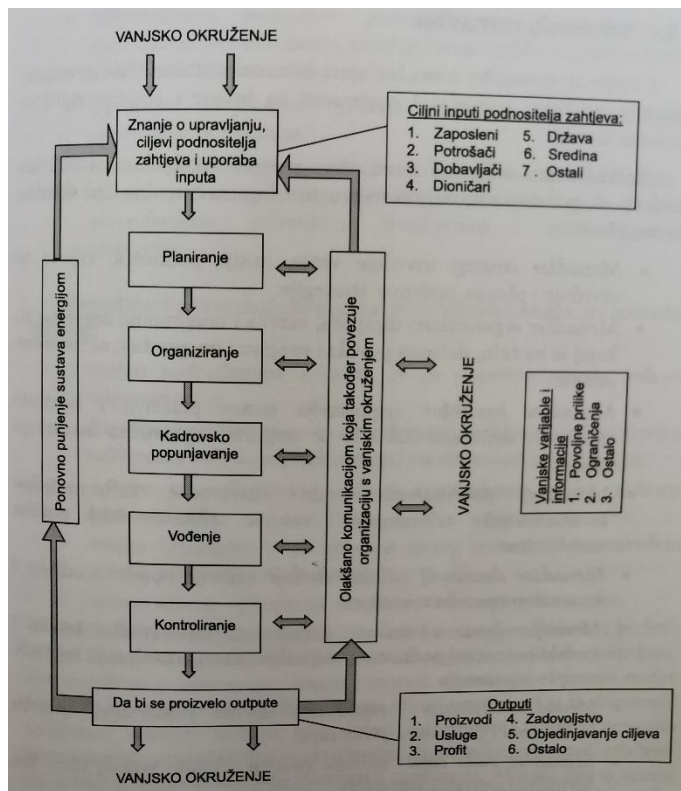 VANJSKO OKRUŽENJE
Znanje o upravljanju,
ciljevi podnositelja
zahtjeva i uporaba
inputa
Ciljni inputi podnositelja zahtjeva:
1. Zaposleni
2. Potrošači
3. Dobavljači
4. Dioničari
5. Država
6. Sredina
7. Ostali
Planiranje
Organiziranje
Kadrovsko
popunjavanje
Vođenje
Kontroliranje
Ponovno punjenje sustava energijom
Olakšano komunikacijom koja također povezuje
organizaciju s vanjskim okruženjem
VANJSKO OKRUŽENJE
Vanjske varijable i
informacije
1. Povoljne prilike
2. Ograničenja
3. Ostalo
Da bi se proizvelo outpute
Outputi
1. Proizvodi
2. Usluge
3. Profit
4. Zadovoljstvo
5. Objedinjavanje ciljeva
6. Ostalo
VANJSKO OKRUŽENJE